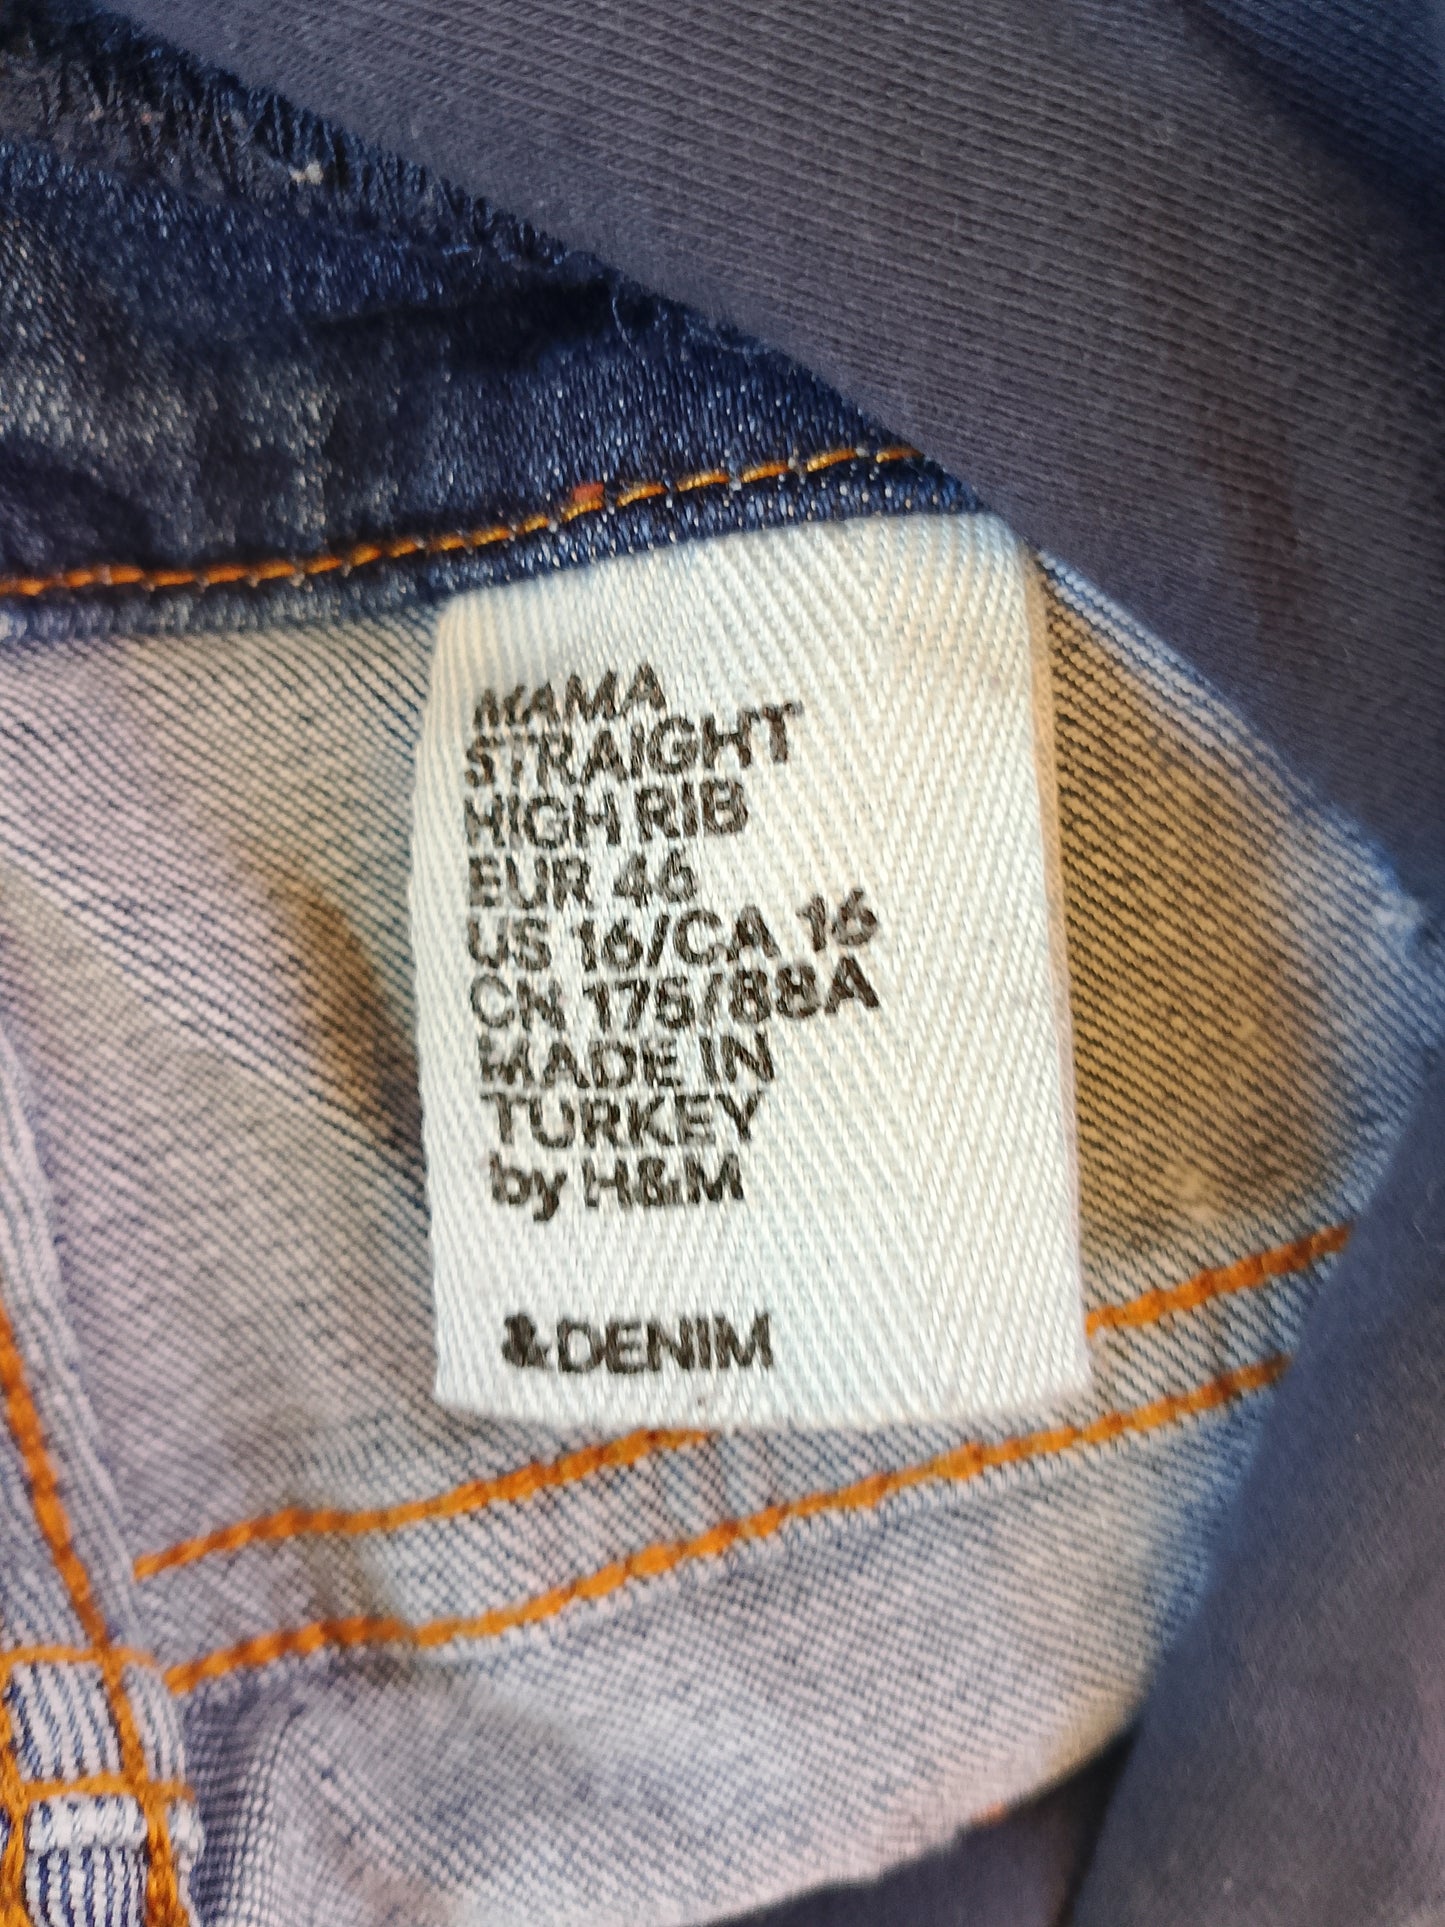 MAMA
STRAIGHT
HIGH RIB
EUR 46
US 16/CA 16
CN 175/88A
MADE IN
TURKEY
by H&M
&DENIM